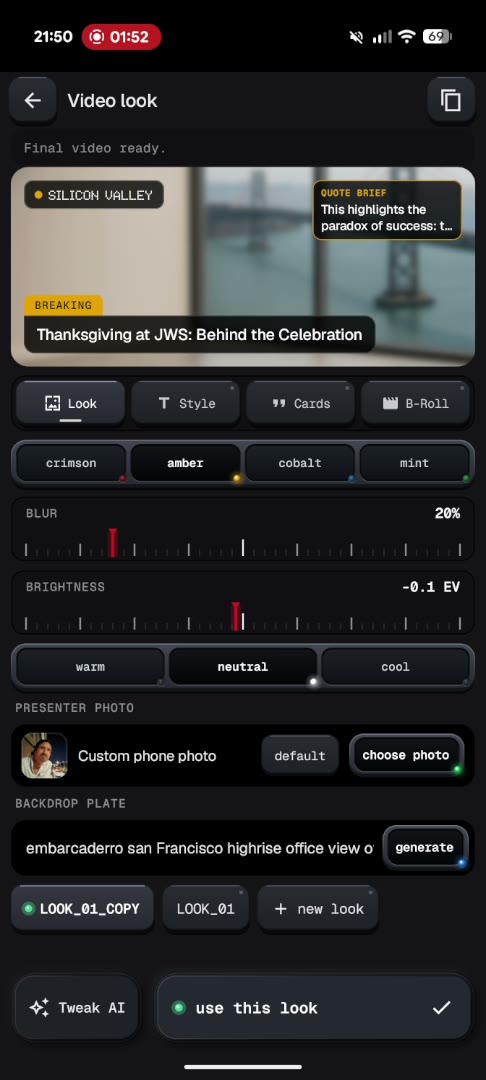 21:50
01:52
69
Video look
Final video ready.
SILICON VALLEY
QUOTE BRIEF
This highlights the
paradox of success: t…
BREAKING
Thanksgiving at JWS: Behind the Celebration
Look
Style
Cards
B-Roll
crimson
amber
cobalt
mint
BLUR
20%
BRIGHTNESS
-0.1 EV
warm
neutral
cool
PRESENTER PHOTO
Custom phone photo
default
choose photo
BACKDROP PLATE
embarcaderro san Francisco highrise office view o
generate
LOOK_01_COPY
LOOK_01
+ new look
Tweak AI
use this look